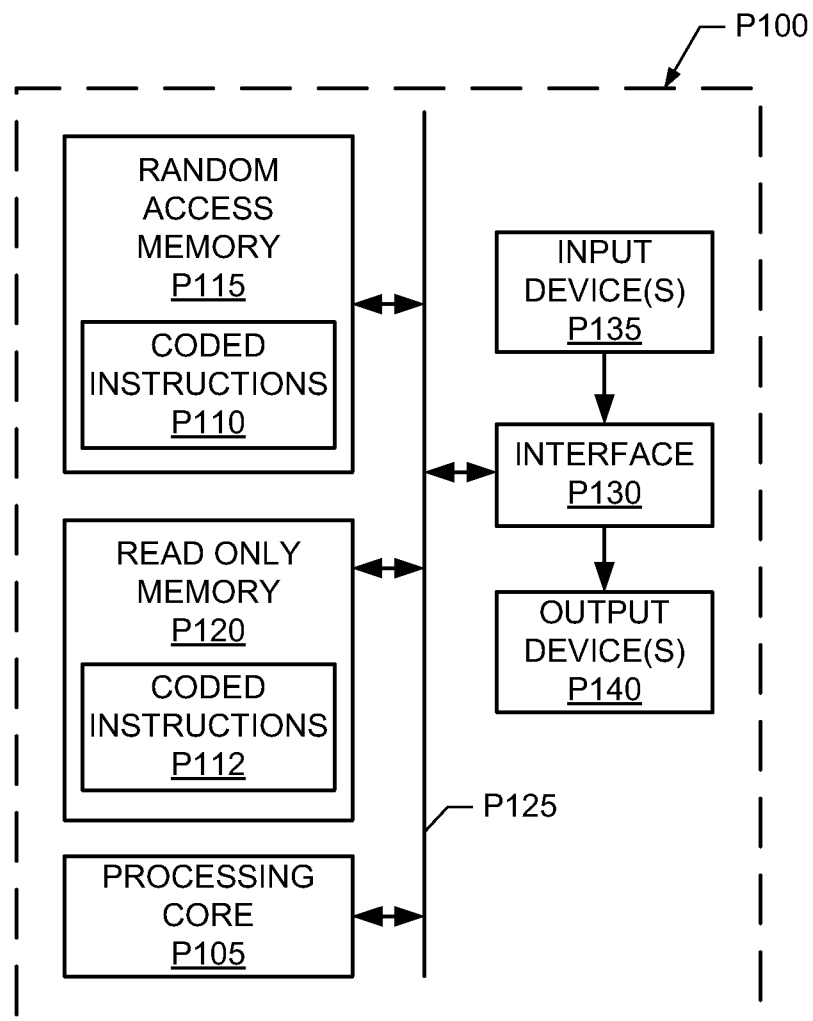 P100
RANDOM
ACCESS
MEMORY
P115
CODED
INSTRUCTIONS
P110
READ ONLY
MEMORY
P120
CODED
INSTRUCTIONS
P112
PROCESSING
CORE
P105
INPUT
DEVICE(S)
P135
INTERFACE
P130
OUTPUT
DEVICE(S)
P140
P125